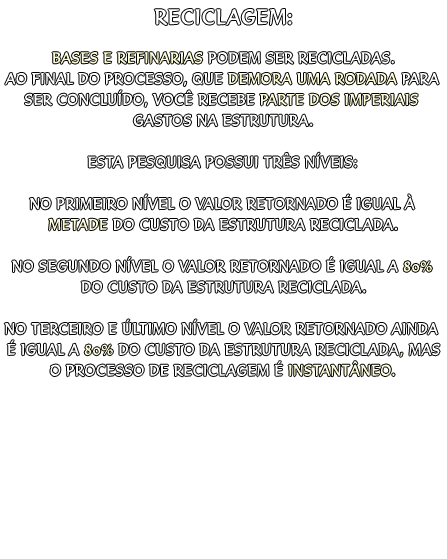 RECICLAGEM:
BASES E REFINARIAS PODEM SER RECICLADAS.
AO FINAL DO PROCESSO, QUE DEMORA UMA RODADA PARA
SER CONCLUÍDO, VOCÊ RECEBE PARTE DOS IMPERIAIS
GASTOS NA ESTRUTURA.
ESTA PESQUISA POSSUI TRÊS NÍVEIS:
NO PRIMEIRO NÍVEL O VALOR RETORNADO É IGUAL À
METADE DO CUSTO DA ESTRUTURA RECICLADA.
NO SEGUNDO NÍVEL O VALOR RETORNADO É IGUAL A 80%
DO CUSTO DA ESTRUTURA RECICLADA.
NO TERCEIRO E ÚLTIMO NÍVEL O VALOR RETORNADO AINDA
É IGUAL A 80% DO CUSTO DA ESTRUTURA RECICLADA, MAS
O PROCESSO DE RECICLAGEM É INSTANTÂNEO.